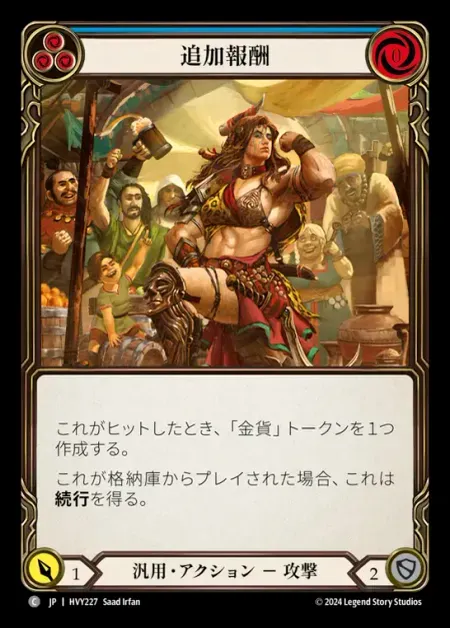 0
追加報酬
これがヒットしたとき、「金貨」トークンを1つ
作成する。
これが格納庫からプレイされた場合、これは
続行を得る。
1
汎用・アクション － 攻撃
2
C JP | HVY227 Saad Irfan
© 2024 Legend Story Studios